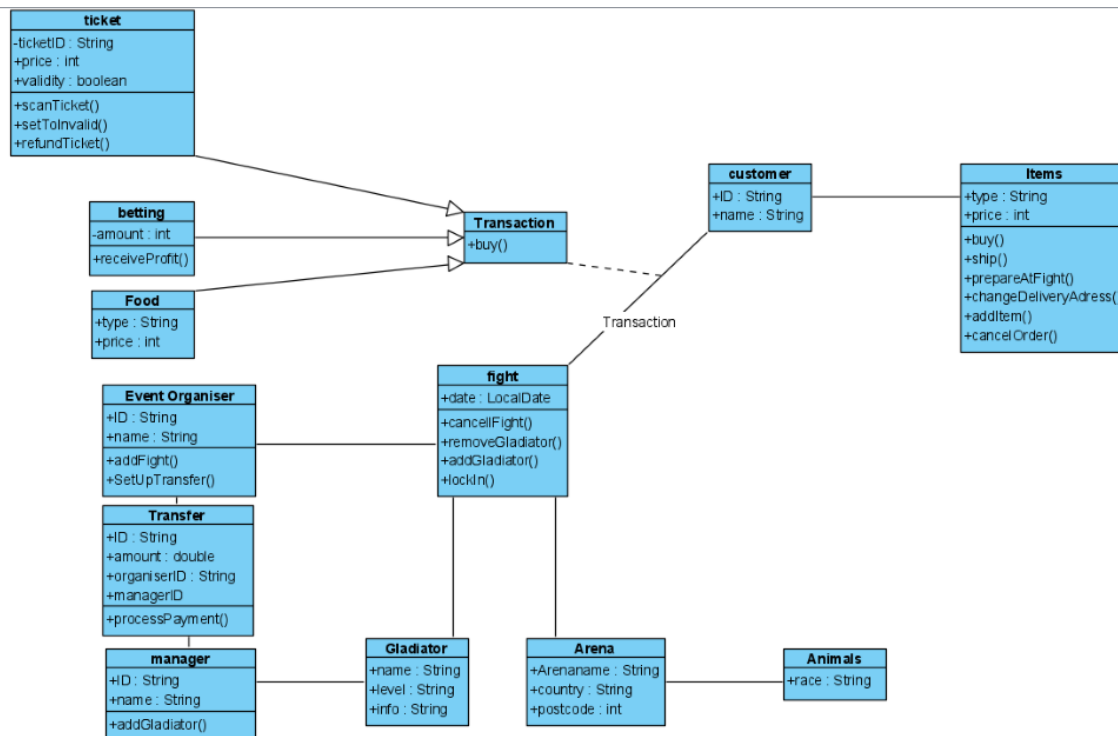 ticket
-ticketID : String
+price : int
+validity : boolean
+scanTicket()
+setToInvalid()
+refundTicket()
betting
-amount : int
+receiveProfit()
Food
+type : String
+price : int
Transaction
+buy()
customer
+ID : String
+name : String
Items
+type : String
+price : int
+buy()
+ship()
+prepareAtFight()
+changeDeliveryAdress(
+addItem()
+cancelOrder()
Transaction
fight
+date : LocalDate
+cancellFight()
+removeGladiator()
+addGladiator()
+lockIn()
Event Organiser
+ID : String
+name : String
+addFight()
+SetUpTransfer()
Transfer
+ID : String
+amount : double
+organiserID : String
+managerID
+processPayment()
manager
+ID : String
+name : String
+addGladiator()
Gladiator
+name : String
+level : String
+info : String
Arena
+Arenaname : String
+country : String
+postcode : int
Animals
+race : String